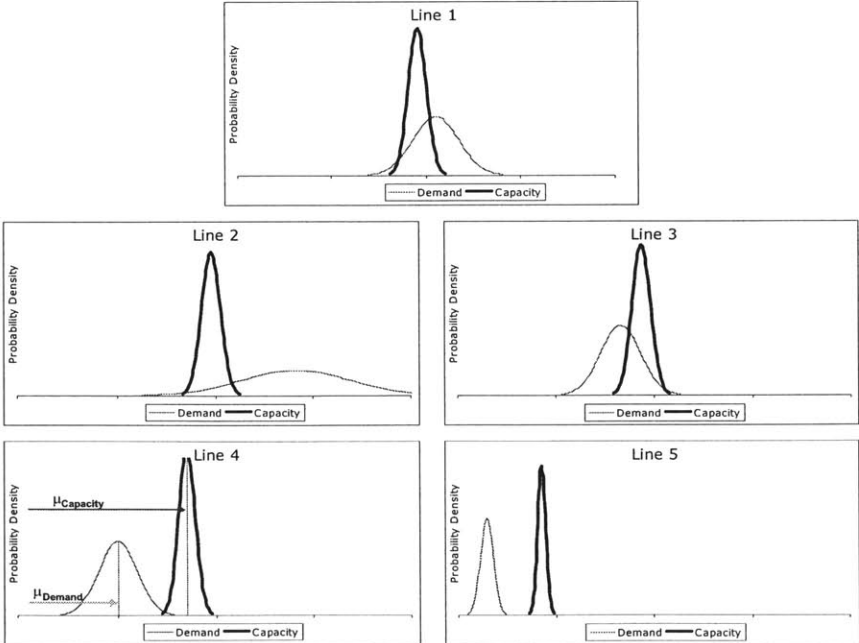 Line 1
Probability Density
Demand Capacity
Line 2
Probability Density
Demand Capacity
Line 3
Probability Density
Demand Capacity
Line 4
Probability Density
μCapacity
μDemand
Demand Capacity
Line 5
Probability Density
Demand Capacity